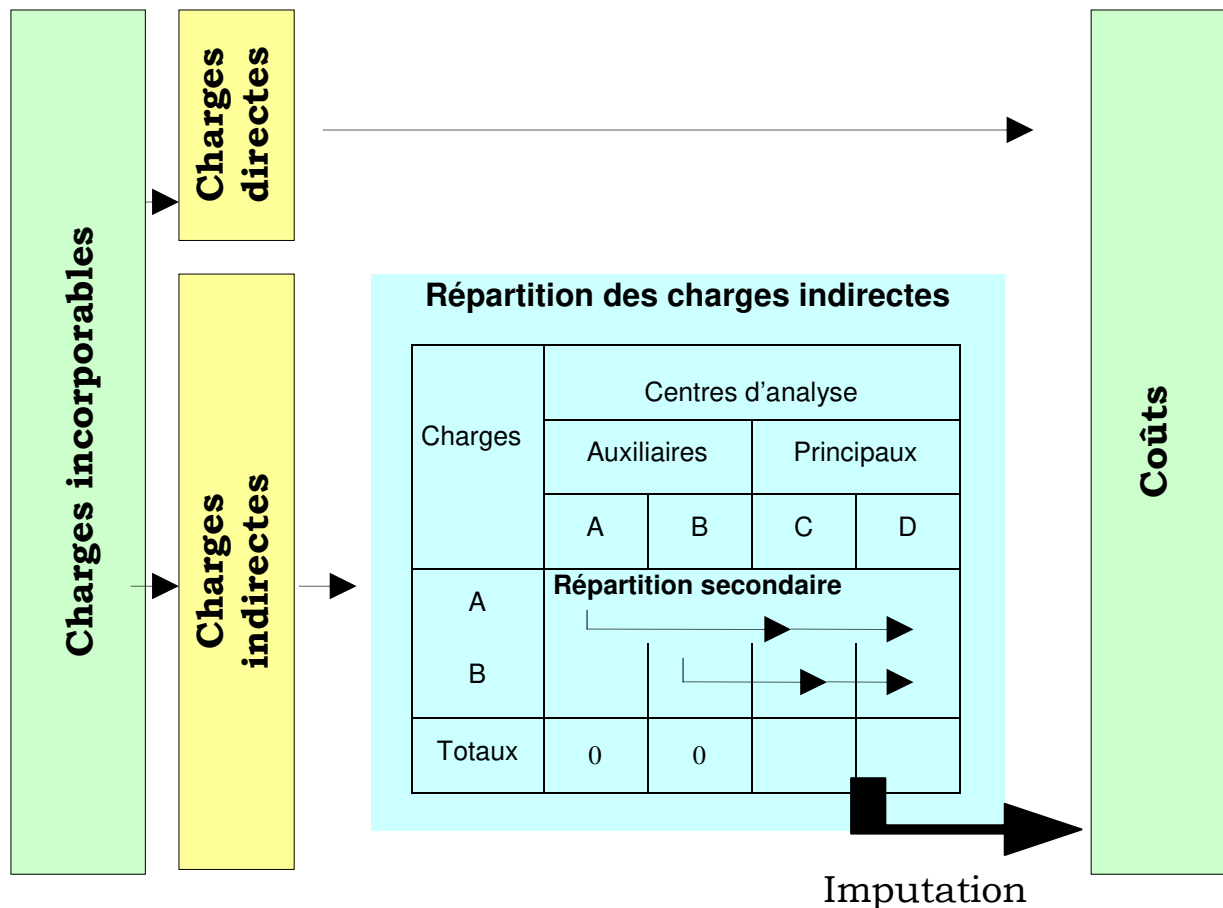 Charges incorporables
Charges
directes
Charges
indirectes
Répartition des charges indirectes
Charges
Centres d'analyse
Auxiliaires
Principaux
A
B
C
D
A
Répartition secondaire
B
Totaux
0
0
Imputation
Coûts